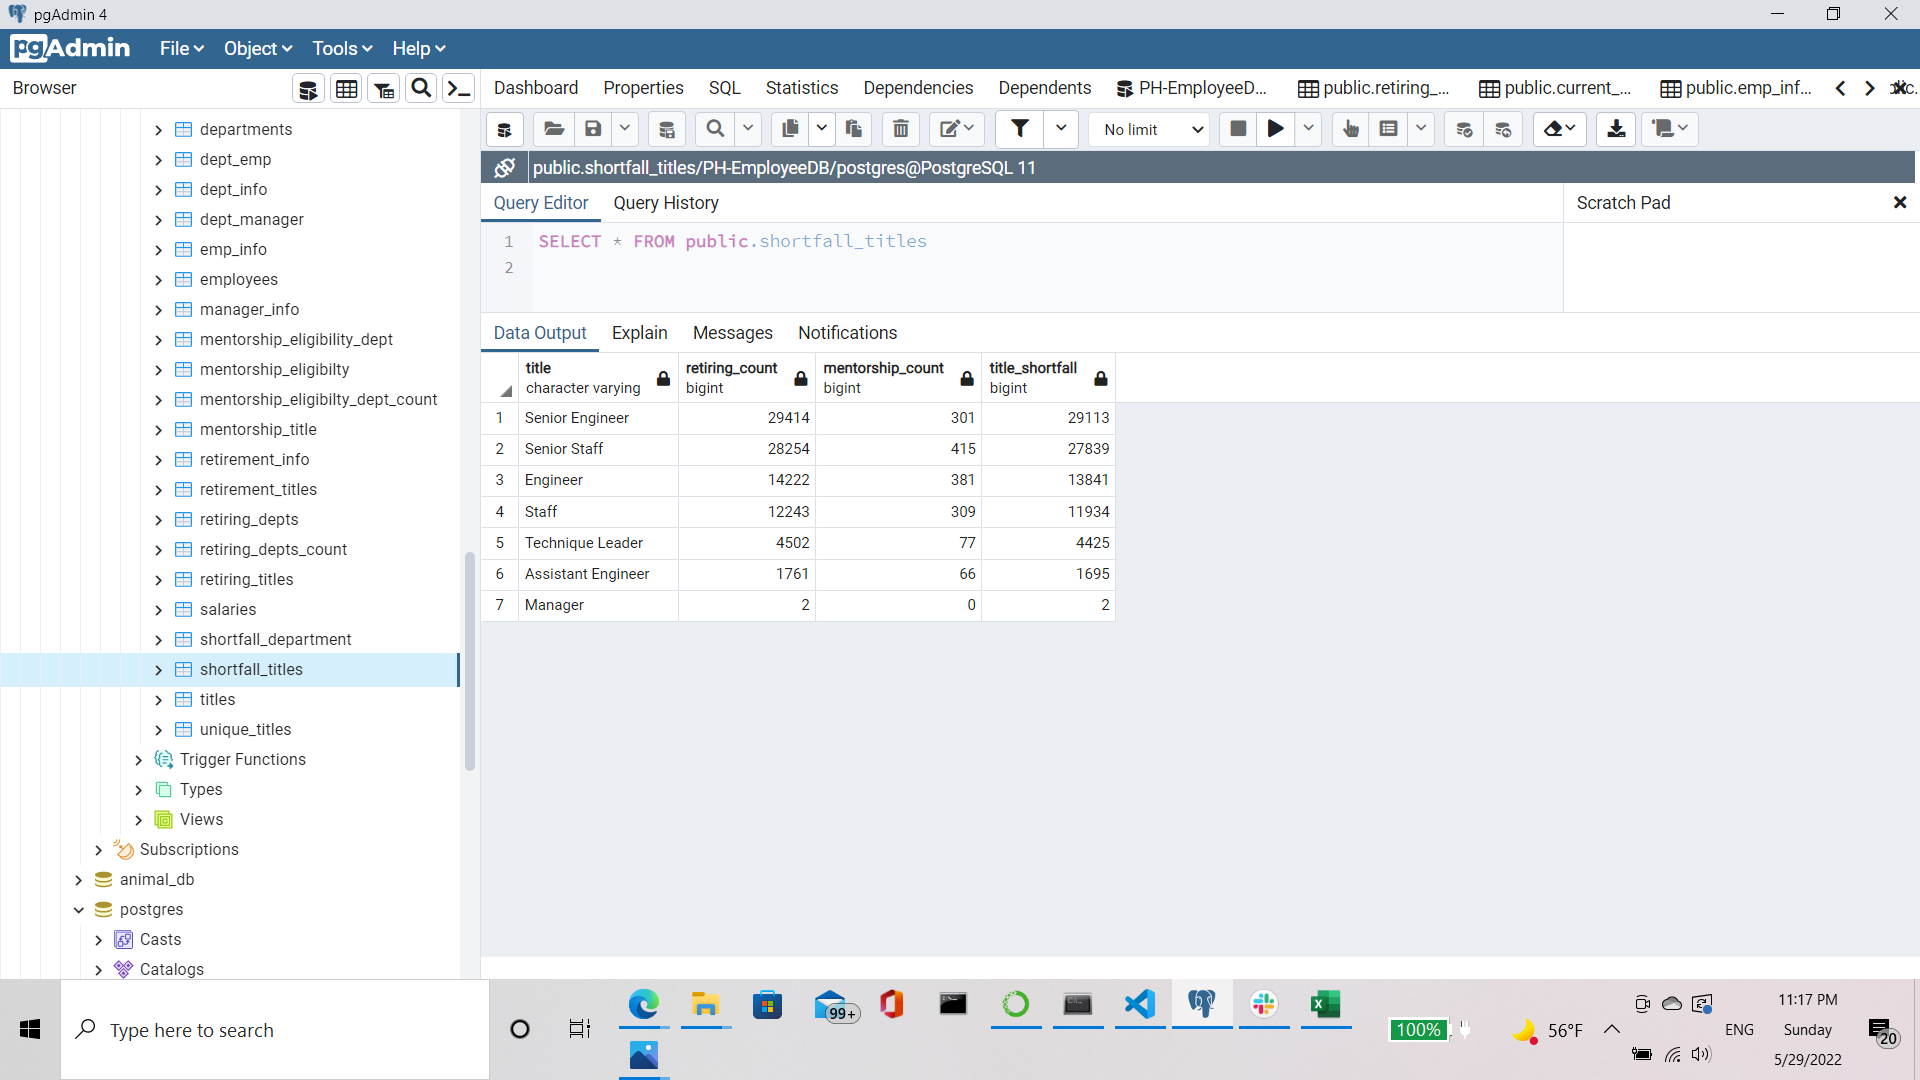 pgAdmin 4
pgAdmin File Object Tools Help
Browser
Dashboard Properties SQL Statistics Dependencies Dependents PH-EmployeeD... public.retiring_... public.current_... public.emp_inf...
No limit
public.shortfall_titles/PH-EmployeeDB/postgres@PostgreSQL 11
Query Editor Query History
Scratch Pad
1 SELECT * FROM public.shortfall_titles
2
Data Output Explain Messages Notifications
title retiring_count mentorship_count title_shortfall
character varying bigint bigint bigint
1 Senior Engineer 29414 301 29113
2 Senior Staff 28254 415 27839
3 Engineer 14222 381 13841
4 Staff 12243 309 11934
5 Technique Leader 4502 77 4425
6 Assistant Engineer 1761 66 1695
7 Manager 2 0 2
departments
dept_emp
dept_info
dept_manager
emp_info
employees
manager_info
mentorship_eligibility_dept
mentorship_eligibilty
mentorship_eligibilty_dept_count
mentorship_title
retirement_info
retirement_titles
retiring_depts
retiring_depts_count
retiring_titles
salaries
shortfall_department
shortfall_titles
titles
unique_titles
Trigger Functions
Types
Views
Subscriptions
animal_db
postgres
Casts
Catalogs
Type here to search
99+
100%
56°F
ENG
11:17 PM
Sunday
5/29/2022
20